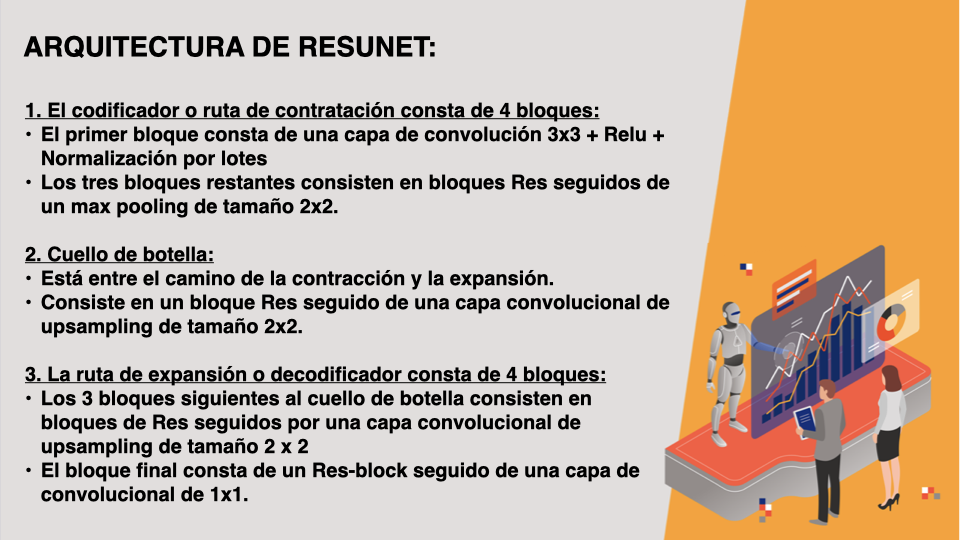 ARQUITECTURA DE RESUNET:
1. El codificador o ruta de contratación consta de 4 bloques:
• El primer bloque consta de una capa de convolución 3x3 + Relu +
Normalización por lotes
• Los tres bloques restantes consisten en bloques Res seguidos de
un max pooling de tamaño 2x2.
2. Cuello de botella:
• Está entre el camino de la contracción y la expansión.
• Consiste en un bloque Res seguido de una capa convolucional de
upsampling de tamaño 2x2.
3. La ruta de expansión o decodificador consta de 4 bloques:
• Los 3 bloques siguientes al cuello de botella consisten en
bloques de Res seguidos por una capa convolucional de
upsampling de tamaño 2 x 2
• El bloque final consta de un Res-block seguido de una capa de
convolucional de 1x1.